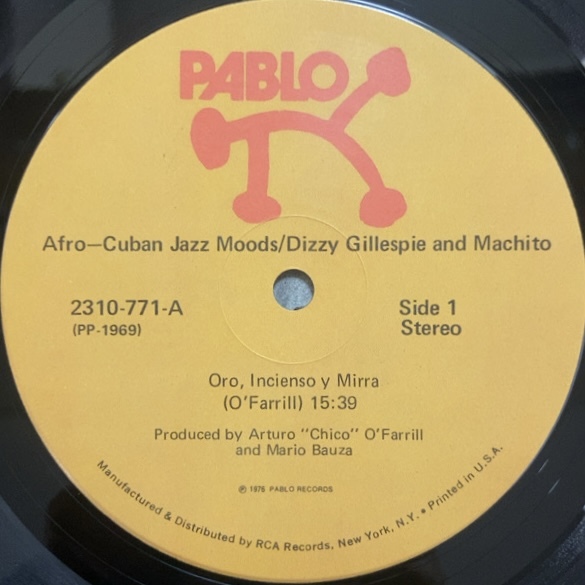 PABLO
Afro—Cuban Jazz Moods/Dizzy Gillespie and Machito
2310-771-A
Side 1
(PP-1969)
Stereo
Oro, Incienso y Mirra
(O'Farrill) 15:39
Produced by Arturo "Chico" O'Farrill
and Mario Bauza
℗ 1976 PABLO RECORDS
Manufactured & Distributed by RCA Records, New York, N.Y. • Printed in U.S.A.